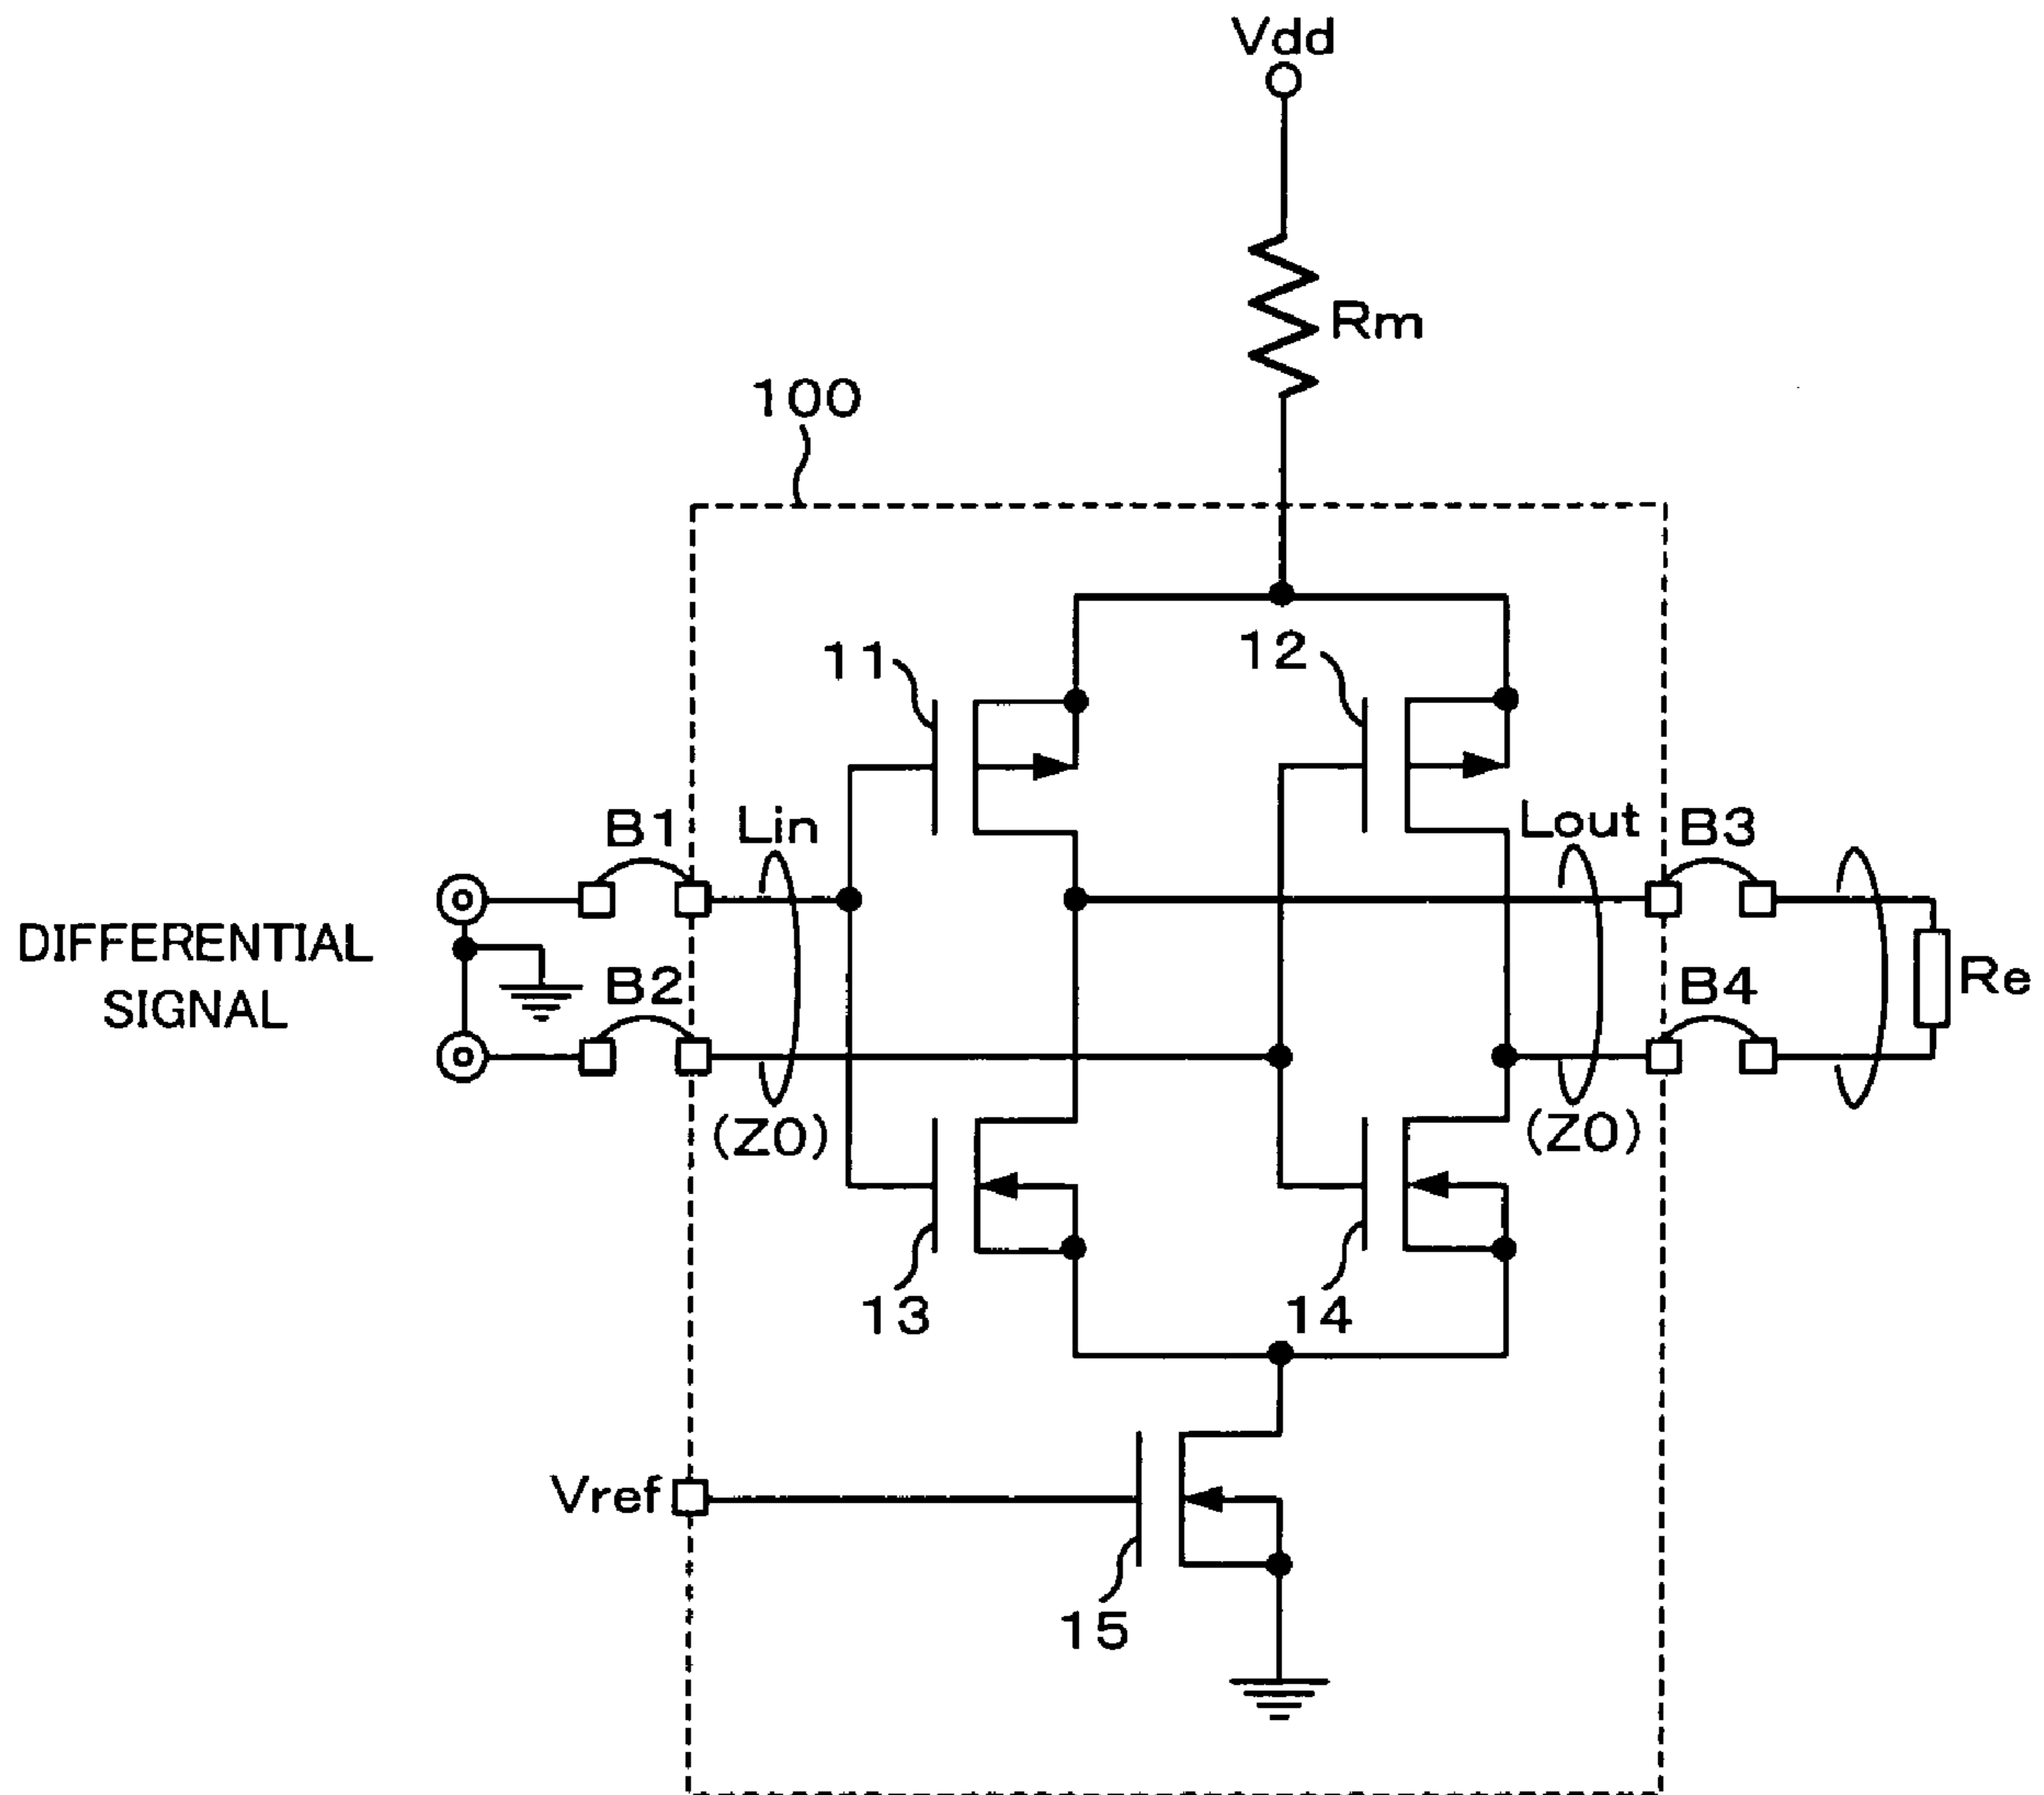 Vdd
Rm
100
11
12
B1
Lin
Lout
B3
DIFFERENTIAL
SIGNAL
B2
B4
Re
(Z0)
(Z0)
13
14
Vref
15